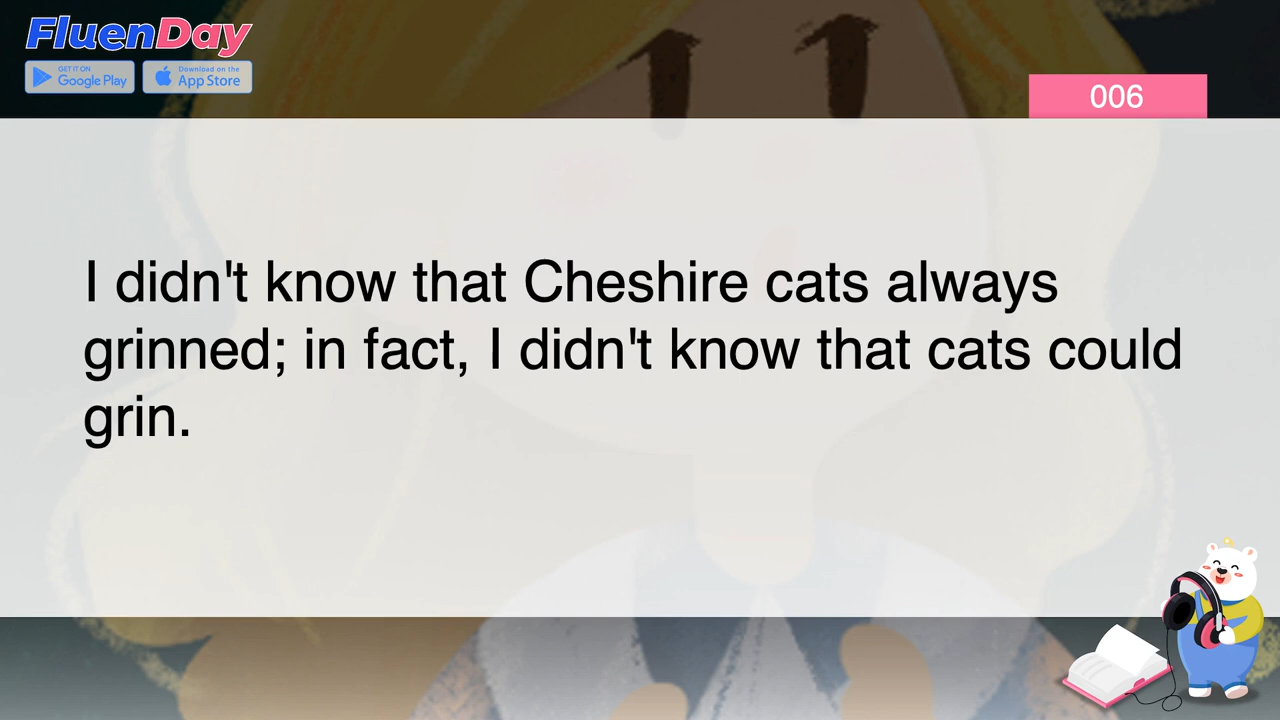 FluenDay
GET IT ON
Google Play
Download on the
App Store
006
I didn't know that Cheshire cats always
grinned; in fact, I didn't know that cats could
grin.